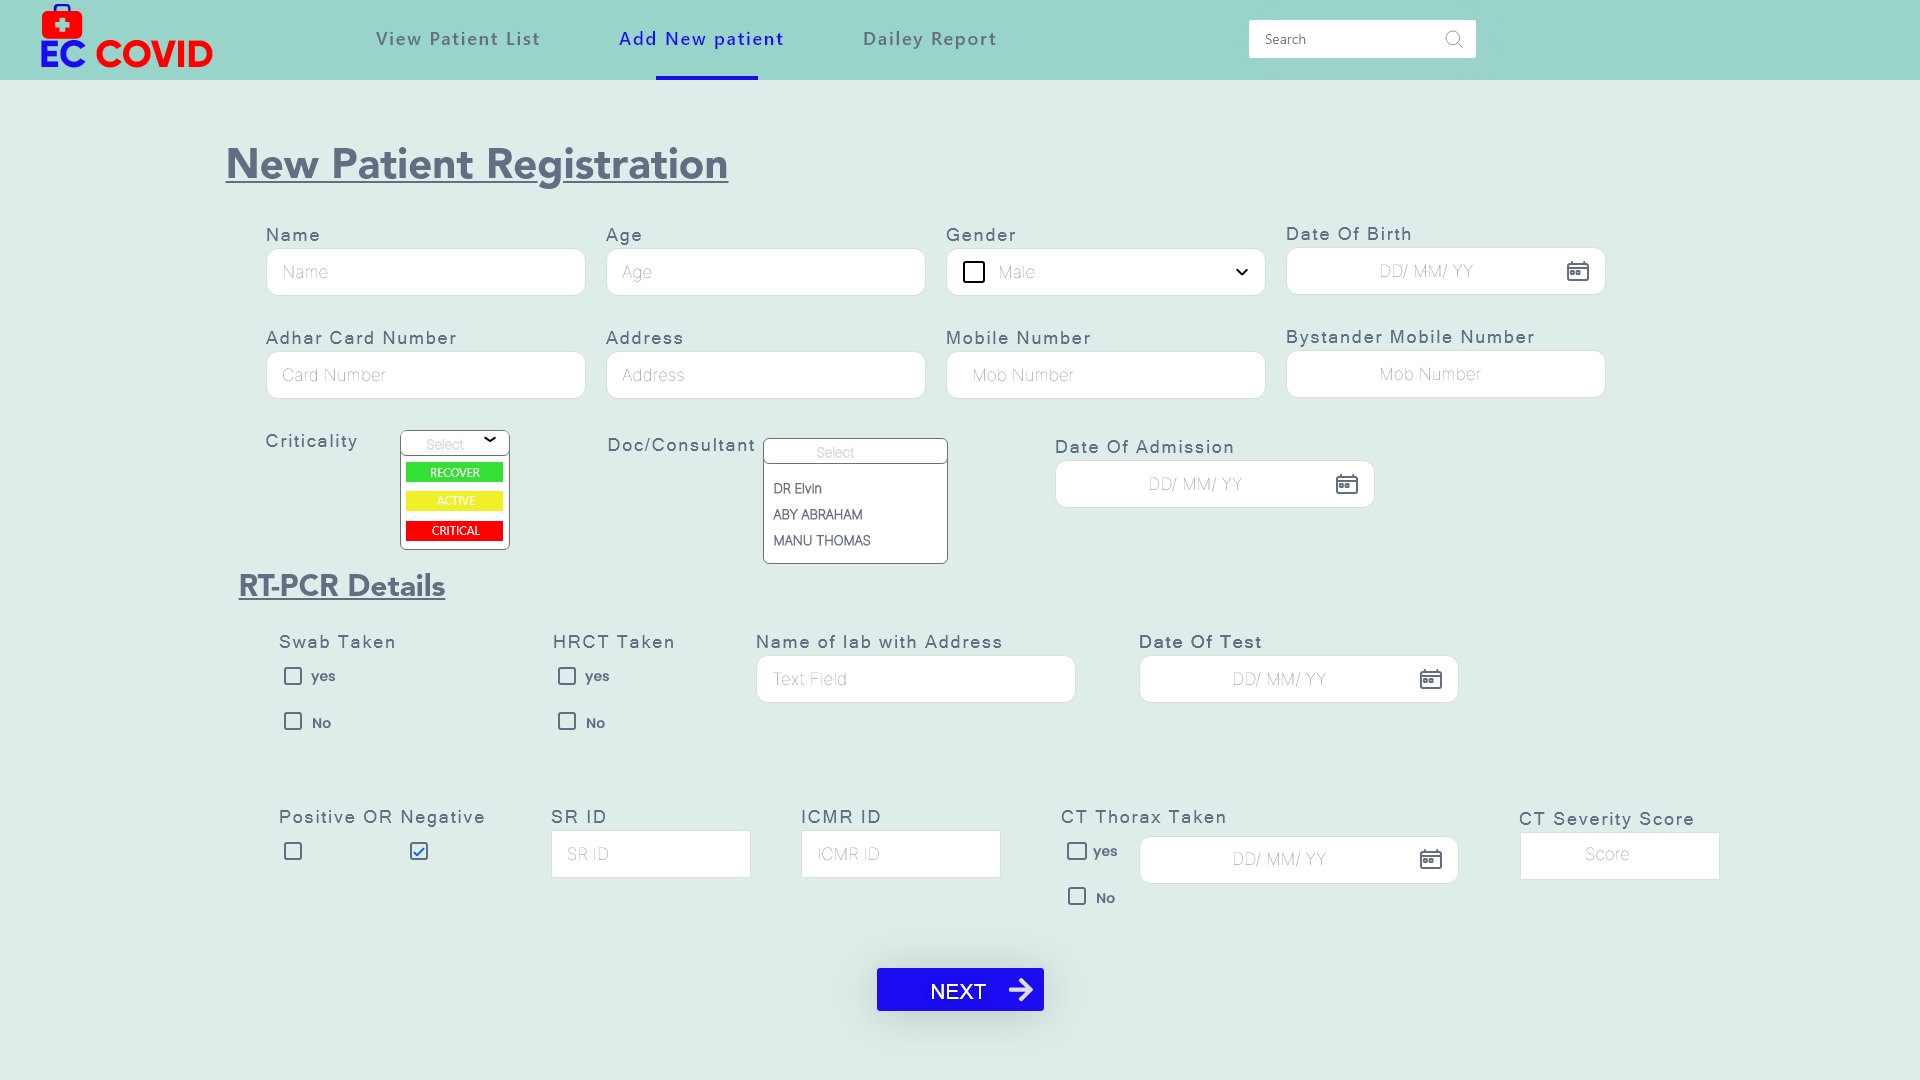 EC COVID
View Patient List
Add New patient
Dailey Report
Search
New Patient Registration
Name
Age
Gender
Date Of Birth
Name
Age
Male
DD/ MM/ YY
Adhar Card Number
Address
Mobile Number
Bystander Mobile Number
Card Number
Address
Mob Number
Mob Number
Criticality
Select
RECOVER
ACTIVE
CRITICAL
Doc/Consultant
Select
DR Elvin
ABY ABRAHAM
MANU THOMAS
Date Of Admission
DD/ MM/ YY
RT-PCR Details
Swab Taken
yes
No
HRCT Taken
yes
No
Name of lab with Address
Text Field
Date Of Test
DD/ MM/ YY
Positive OR Negative
SR ID
SR ID
ICMR ID
ICMR ID
CT Thorax Taken
yes
No
DD/ MM/ YY
CT Severity Score
Score
NEXT